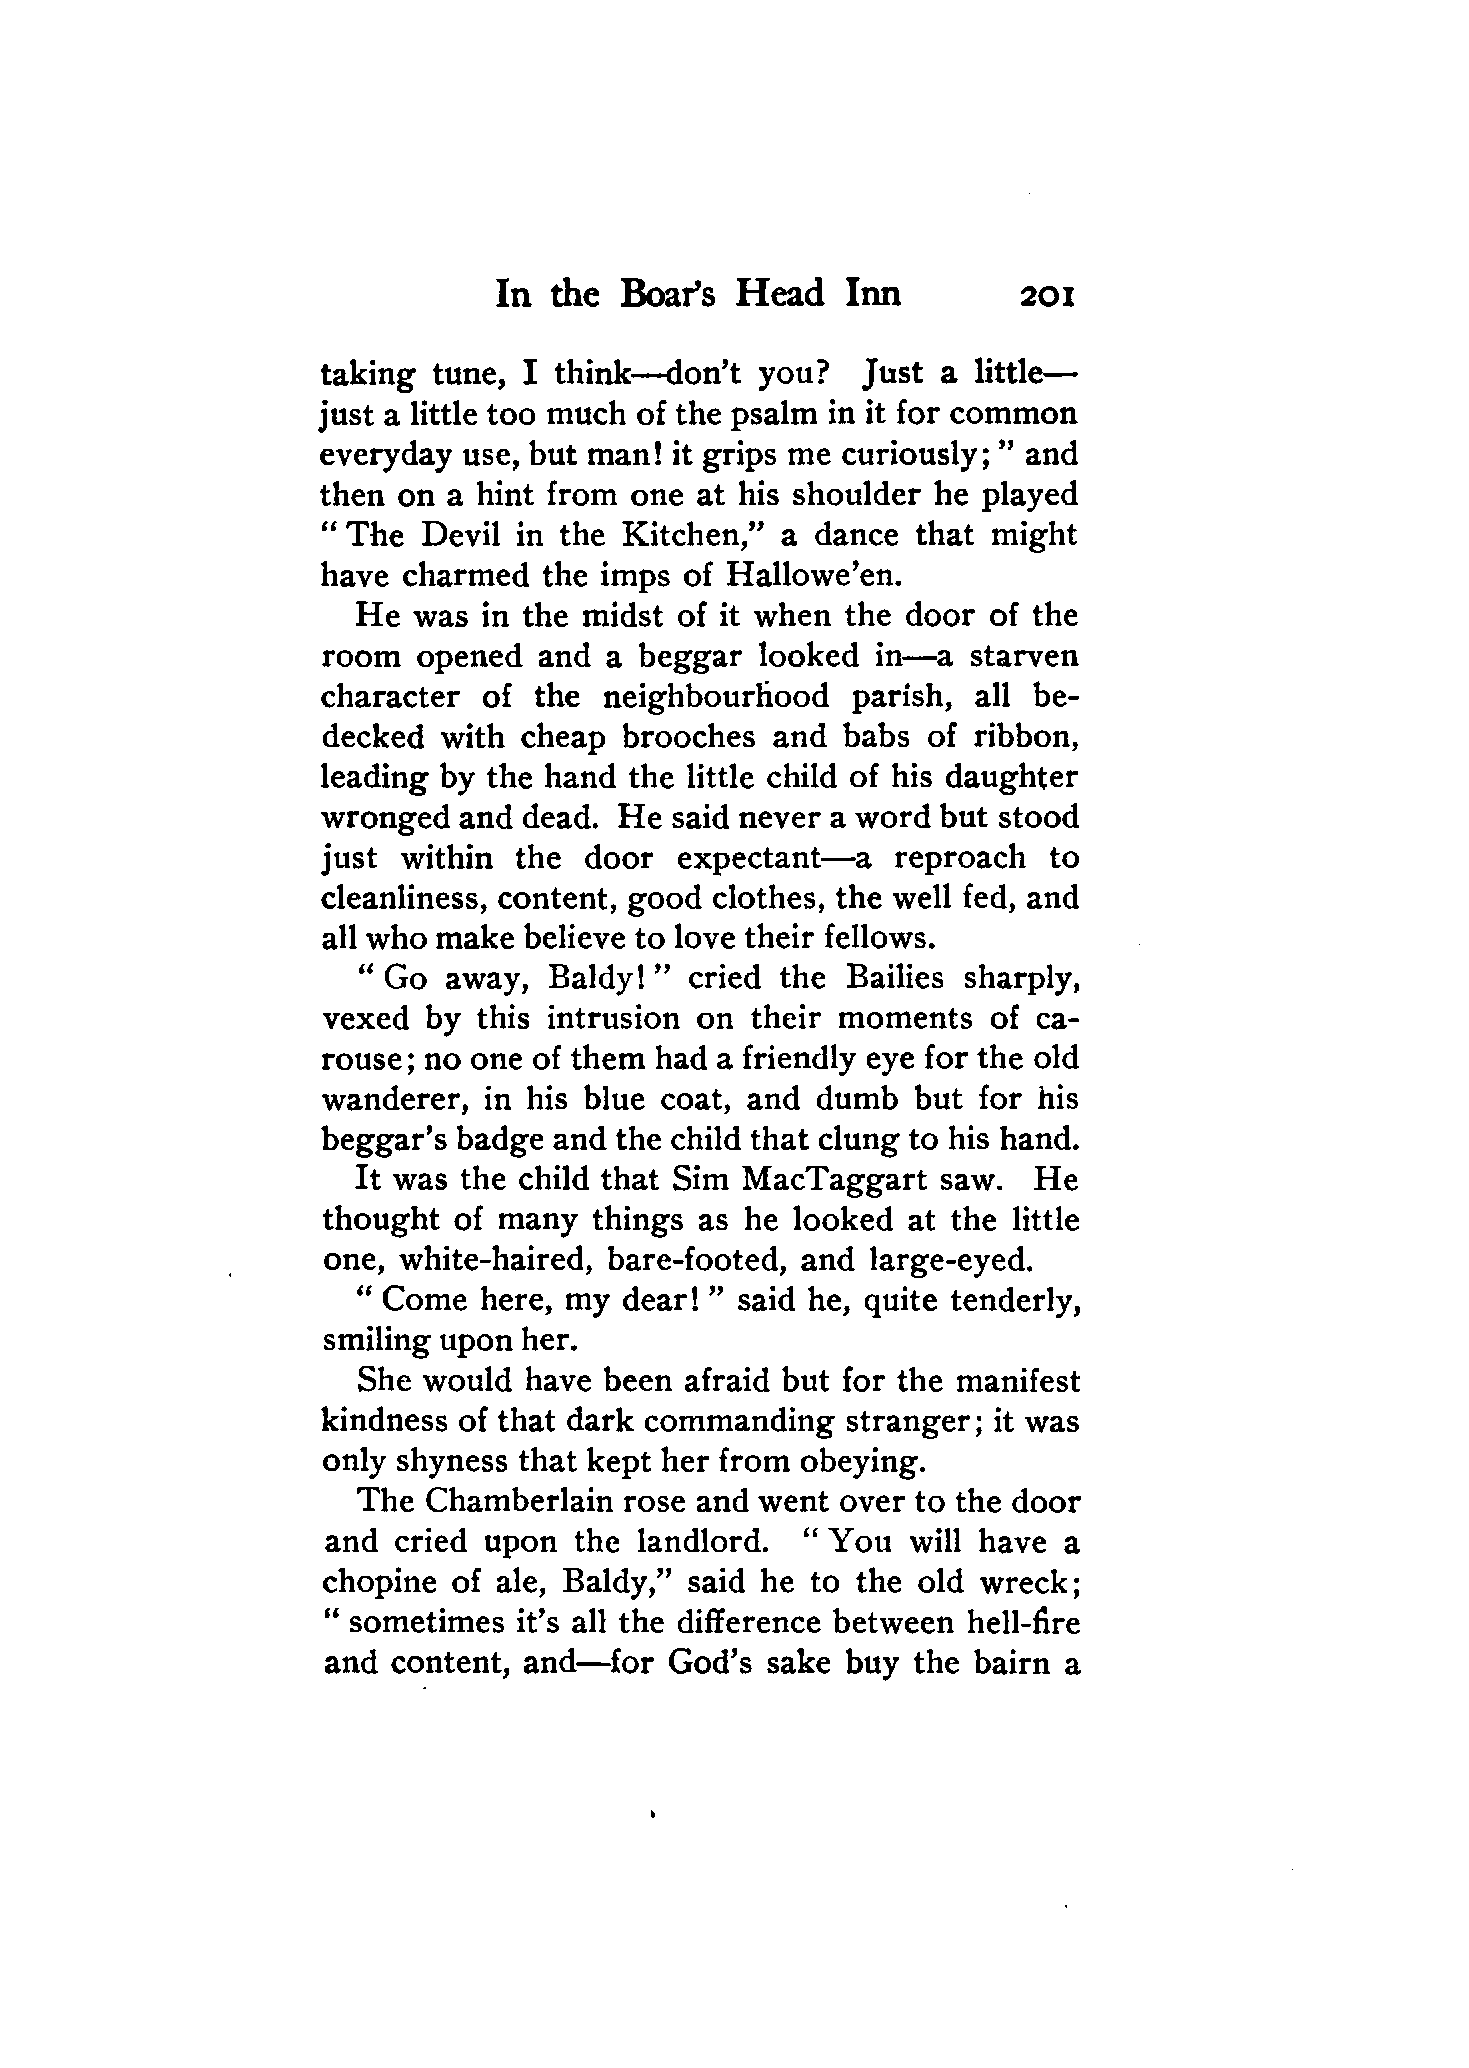 In the Boar's Head Inn 201
taking tune, I think—don't you? Just a little—
just a little too much of the psalm in it for common
everyday use, but man! it grips me curiously;" and
then on a hint from one at his shoulder he played
"The Devil in the Kitchen," a dance that might
have charmed the imps of Hallowe'en.
He was in the midst of it when the door of the
room opened and a beggar looked in—a starven
character of the neighbourhood parish, all be-
decked with cheap brooches and babs of ribbon,
leading by the hand the little child of his daughter
wronged and dead. He said never a word but stood
just within the door expectant—a reproach to
cleanliness, content, good clothes, the well fed, and
all who make believe to love their fellows.
"Go away, Baldy!" cried the Bailies sharply,
vexed by this intrusion on their moments of ca-
rouse; no one of them had a friendly eye for the old
wanderer, in his blue coat, and dumb but for his
beggar's badge and the child that clung to his hand.
It was the child that Sim MacTaggart saw. He
thought of many things as he looked at the little
one, white-haired, bare-footed, and large-eyed.
"Come here, my dear!" said he, quite tenderly,
smiling upon her.
She would have been afraid but for the manifest
kindness of that dark commanding stranger; it was
only shyness that kept her from obeying.
The Chamberlain rose and went over to the door
and cried upon the landlord. "You will have a
chopine of ale, Baldy," said he to the old wreck;
"sometimes it's all the difference between hell-fire
and content, and—for God's sake buy the bairn a